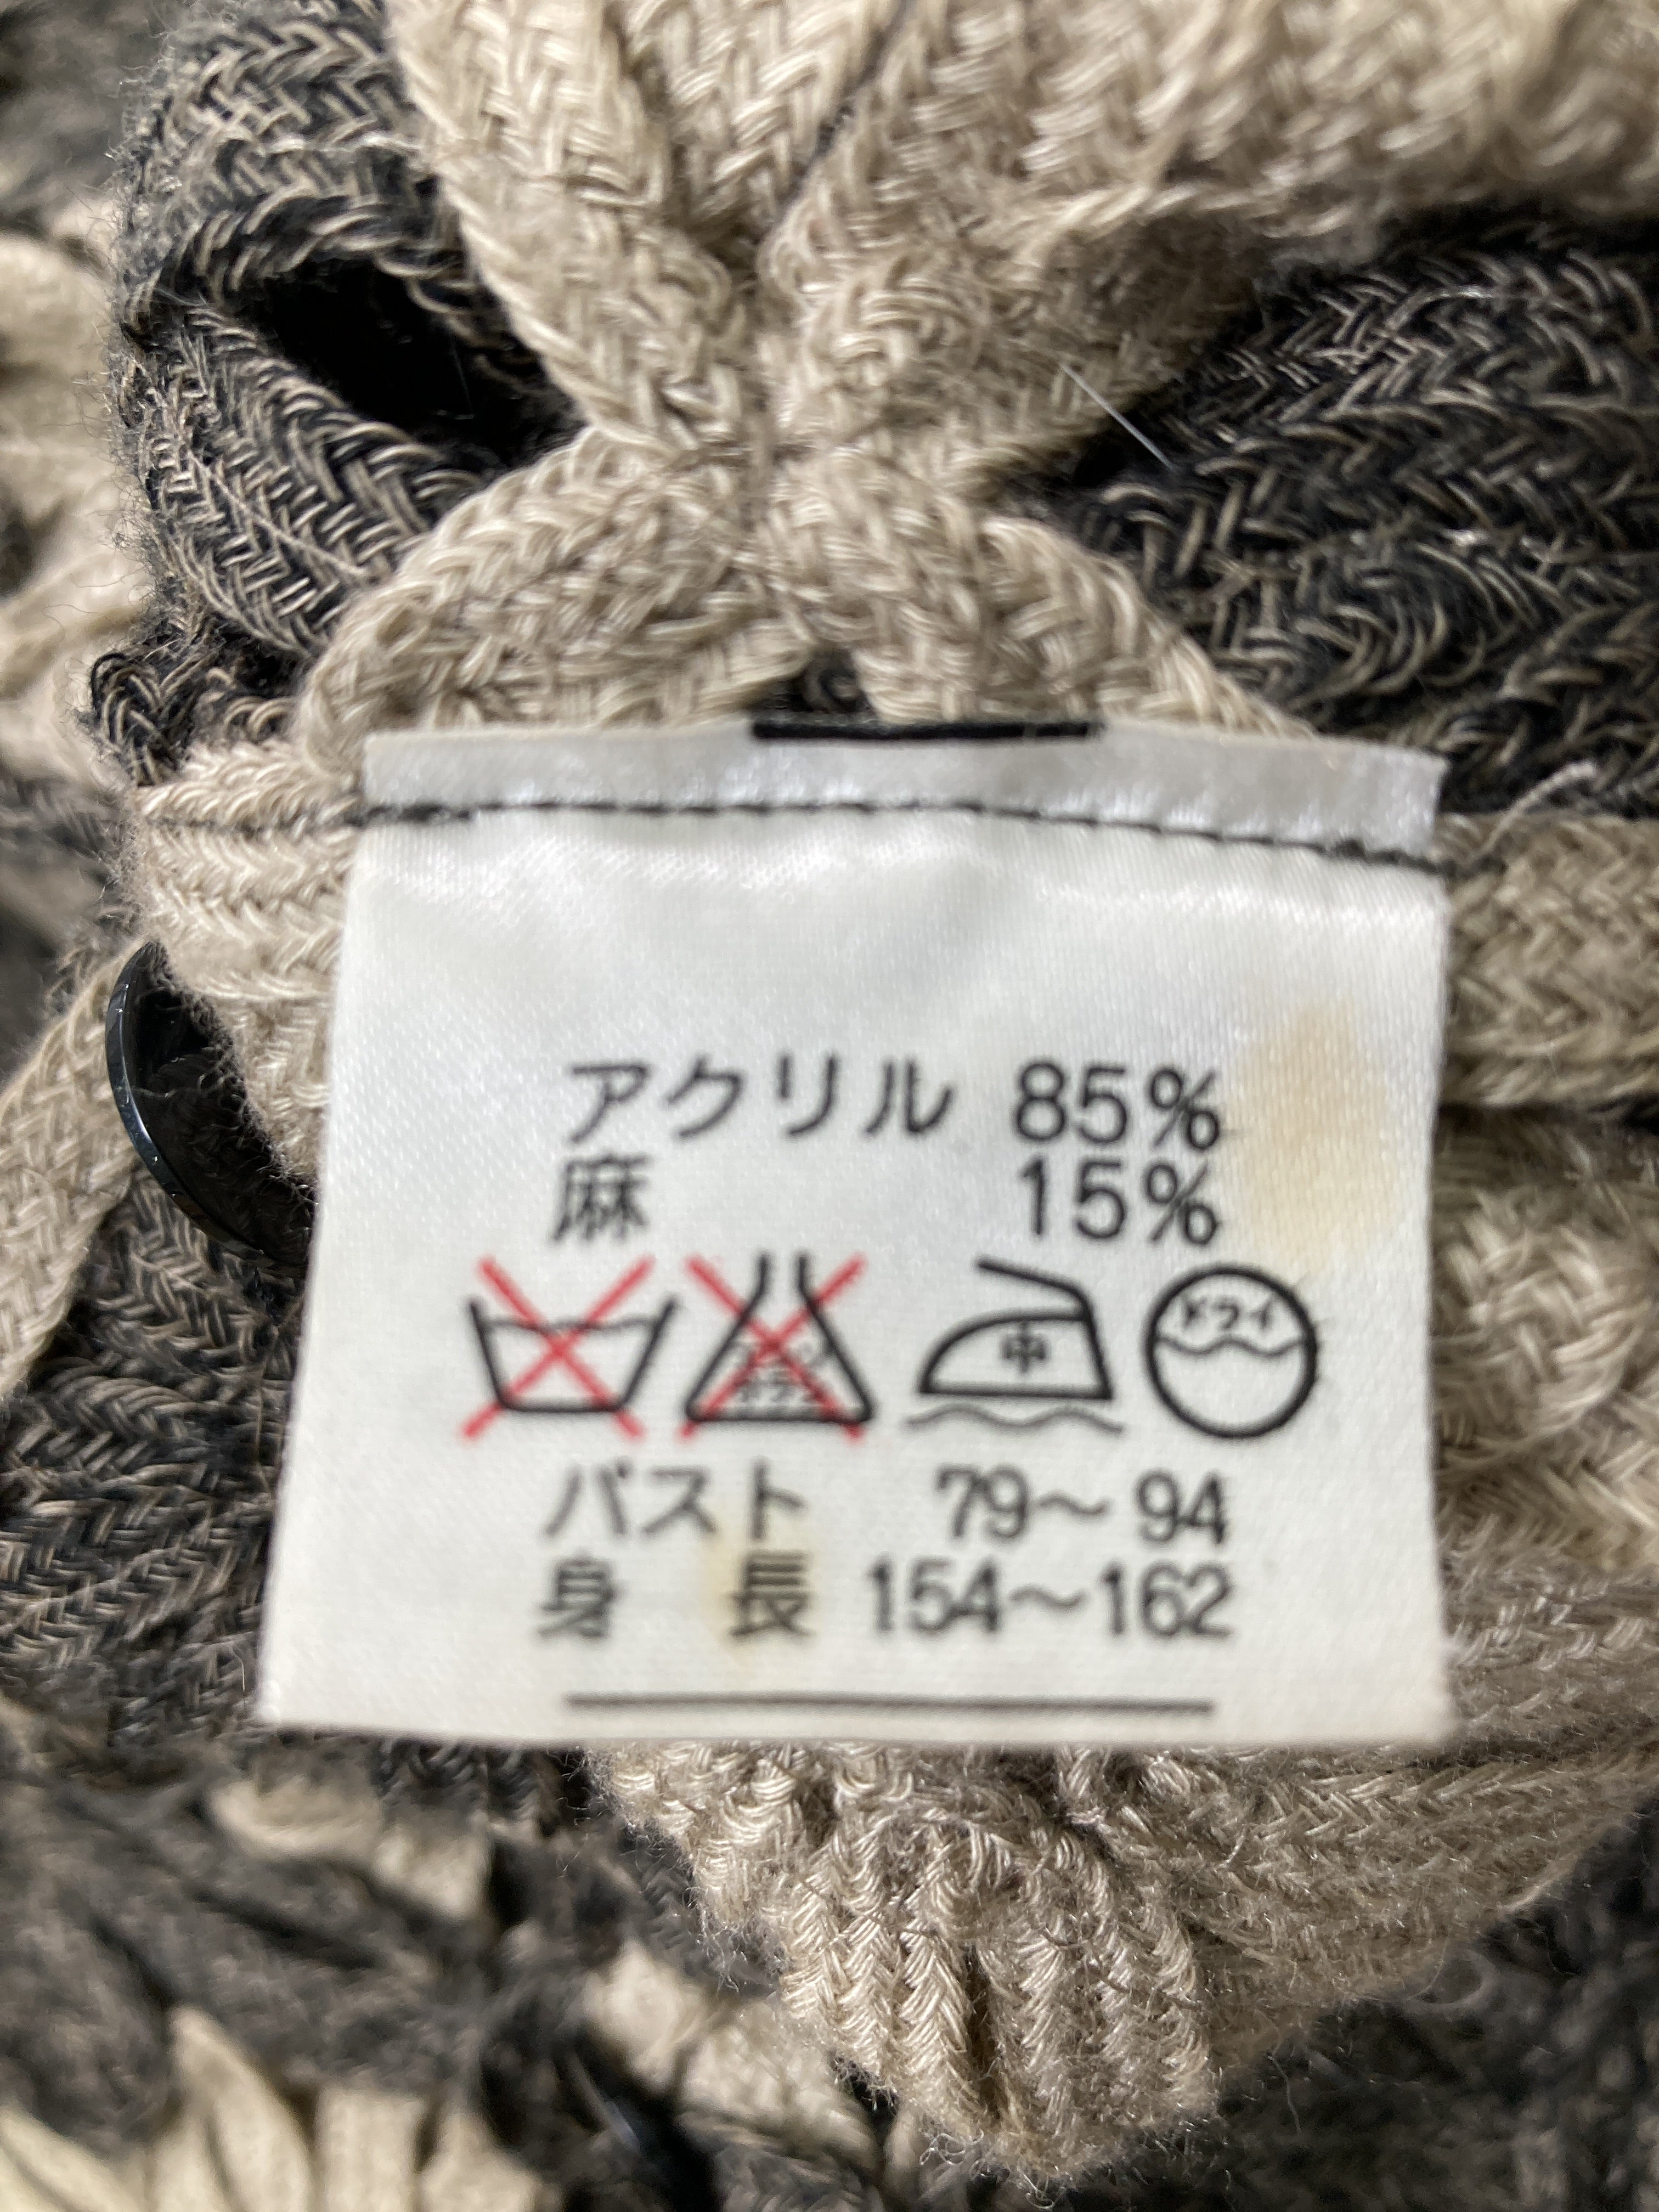 アクリル 85%
麻 15%
中 ドライ
バスト 79～94
身長 154～162